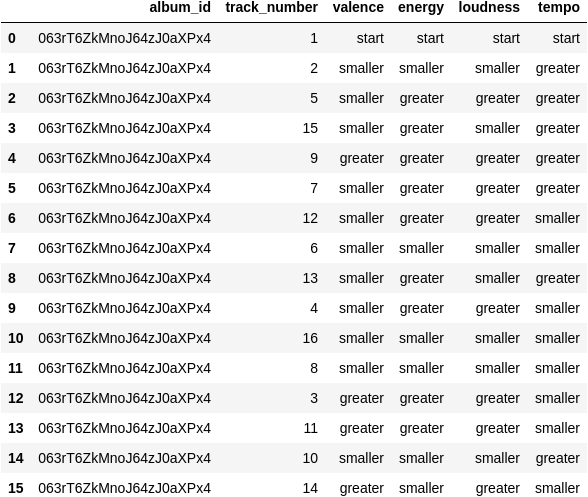 album_id track_number valence energy loudness tempo
0 063rT6ZkMnoJ64zJ0aXPx4 1 start start start start
1 063rT6ZkMnoJ64zJ0aXPx4 2 smaller smaller smaller greater
2 063rT6ZkMnoJ64zJ0aXPx4 5 smaller greater greater greater
3 063rT6ZkMnoJ64zJ0aXPx4 15 smaller greater smaller greater
4 063rT6ZkMnoJ64zJ0aXPx4 9 greater greater greater greater
5 063rT6ZkMnoJ64zJ0aXPx4 7 smaller greater greater greater
6 063rT6ZkMnoJ64zJ0aXPx4 12 smaller greater greater smaller
7 063rT6ZkMnoJ64zJ0aXPx4 6 smaller smaller smaller smaller
8 063rT6ZkMnoJ64zJ0aXPx4 13 smaller greater smaller greater
9 063rT6ZkMnoJ64zJ0aXPx4 4 smaller greater greater smaller
10 063rT6ZkMnoJ64zJ0aXPx4 16 smaller smaller smaller smaller
11 063rT6ZkMnoJ64zJ0aXPx4 8 smaller smaller smaller smaller
12 063rT6ZkMnoJ64zJ0aXPx4 3 greater greater greater smaller
13 063rT6ZkMnoJ64zJ0aXPx4 11 greater greater greater smaller
14 063rT6ZkMnoJ64zJ0aXPx4 10 smaller smaller smaller greater
15 063rT6ZkMnoJ64zJ0aXPx4 14 greater smaller greater smaller